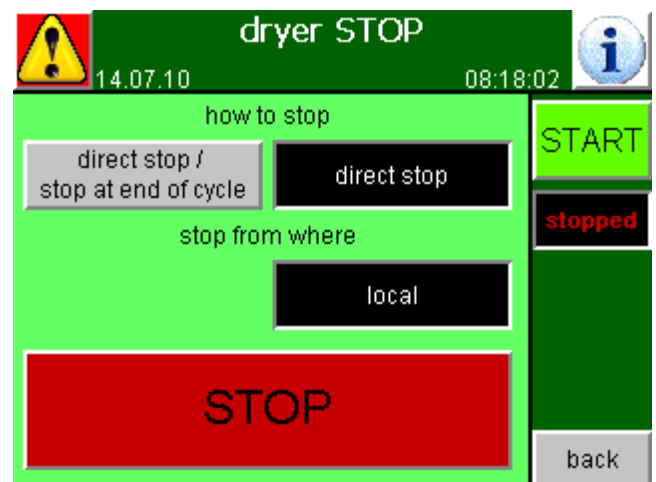 dryer STOP
14.07.10 08:18:02
how to stop
START
direct stop /
stop at end of cycle
direct stop
stopped
stop from where
local
STOP
back